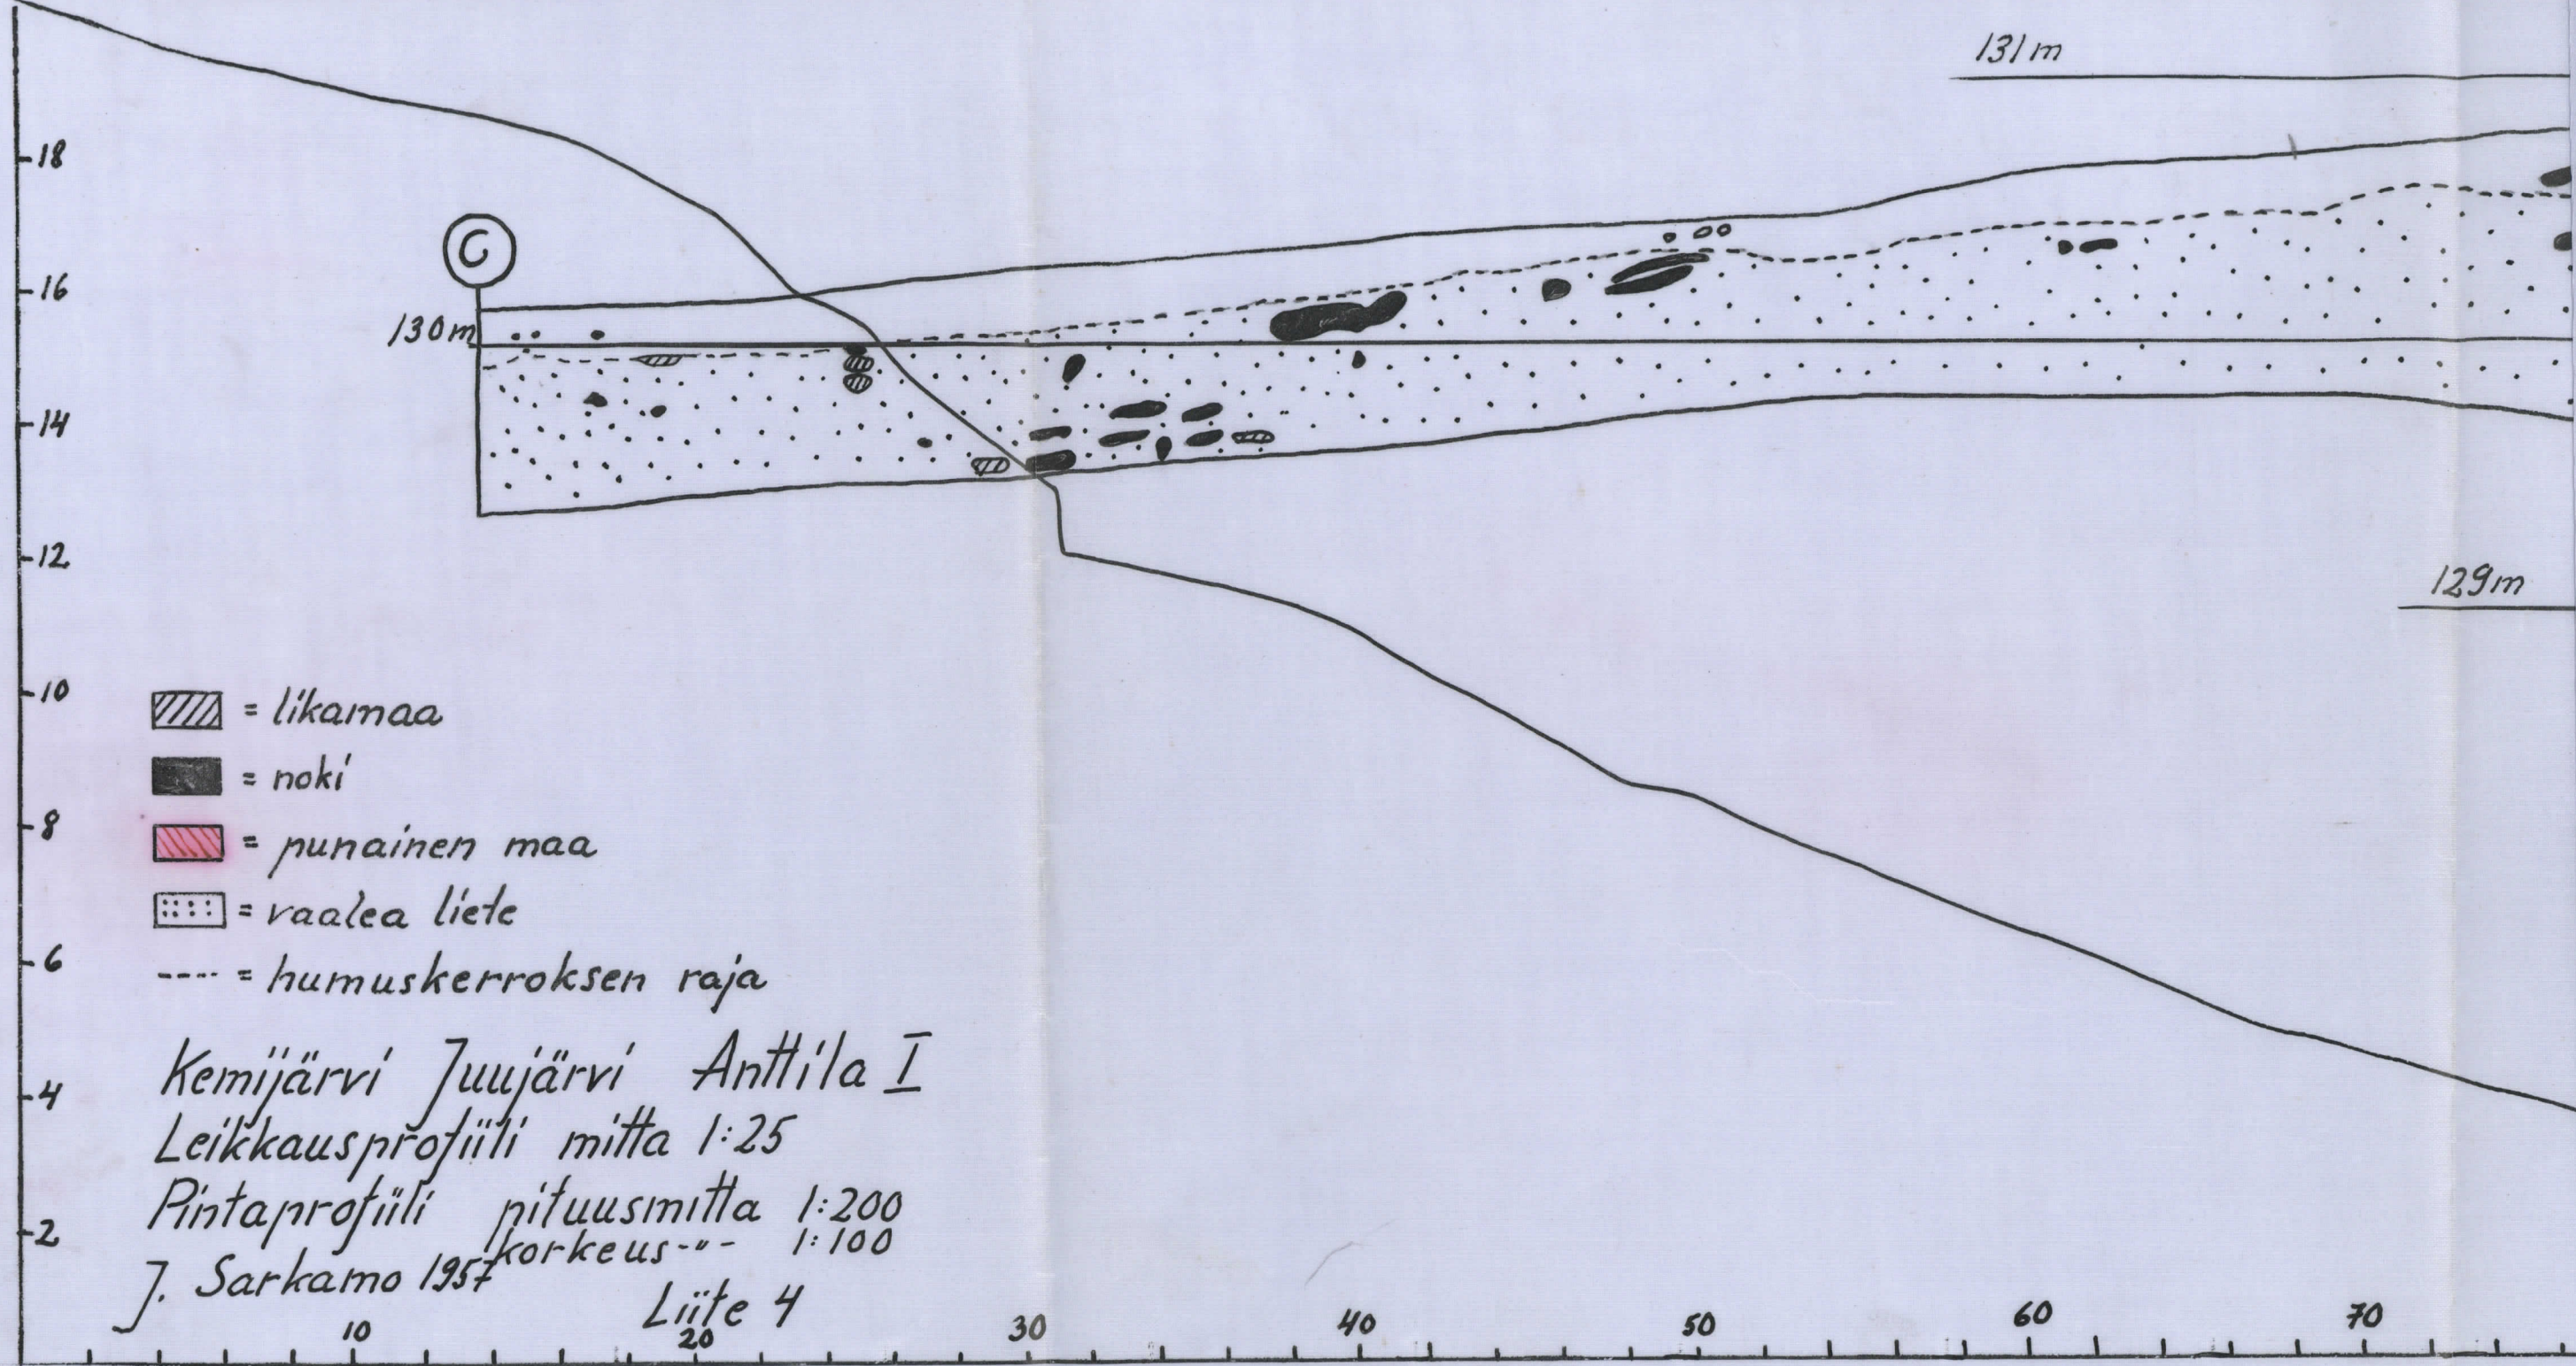 131m
18
C
16
130m
14
12
129m
10
= likamaa
= noki
8
= punainen maa
= vaalea liete
6
= humuskerroksen raja
Kemijärvi Juujärvi Anttila I
4
Leikkausprofiili mitta 1:25
Pintaprofiili pituusmitta 1:200
2
korkeus -"- 1:100
J. Sarkamo 1957
Liite 4
10 20 30 40 50 60 70